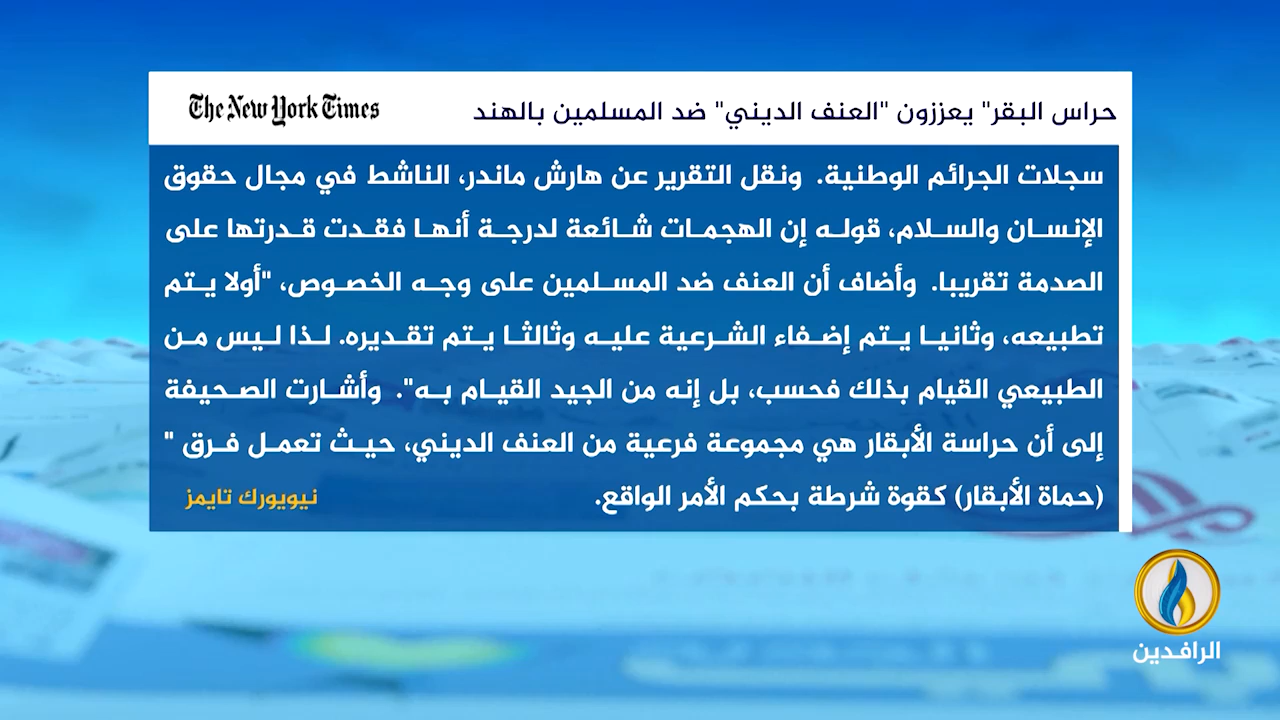 حراس البقر" يعززون "العنف الديني" ضد المسلمين بالهند
The New York Times
سجلات الجرائم الوطنية. ونقل التقرير عن هارش ماندر، الناشط في مجال حقوق
الإنسان والسلام، قوله إن الهجمات شائعة لدرجة أنها فقدت قدرتها على
الصدمة تقريبا. وأضاف أن العنف ضد المسلمين على وجه الخصوص، "أولا يتم
تطبيعه، وثانيا يتم إضفاء الشرعية عليه وثالثا يتم تقديره. لذا ليس من
الطبيعي القيام بذلك فحسب، بل إنه من الجيد القيام به". وأشارت الصحيفة
إلى أن حراسة الأبقار هي مجموعة فرعية من العنف الديني، حيث تعمل فرق "
(حماة الأبقار) كقوة شرطة بحكم الأمر الواقع.
نيويورك تايمز
الرافدين